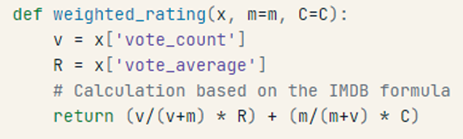 def weighted_rating(x, m=m, C=C):
    v = x['vote_count']
    R = x['vote_average']
    # Calculation based on the IMDB formula
    return (v/(v+m) * R) + (m/(m+v) * C)